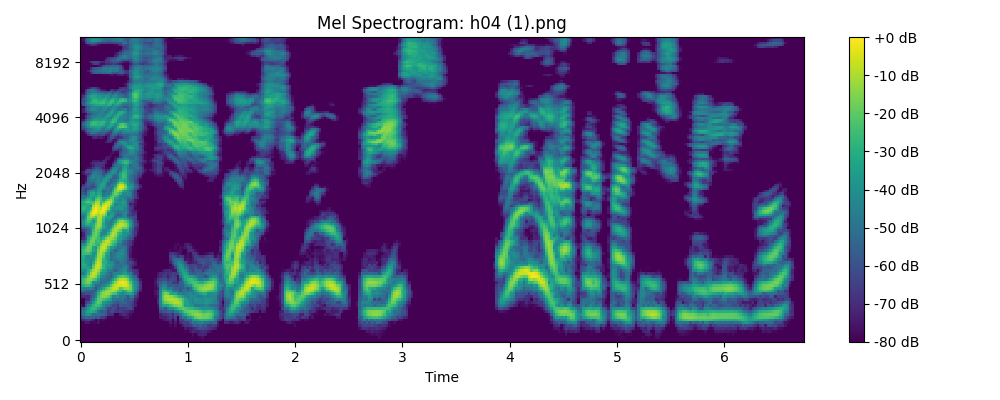 Mel Spectrogram: h04 (1).png
Hz
8192
4096
2048
1024
512
0
0 1 2 3 4 5 6
Time
+0 dB
-10 dB
-20 dB
-30 dB
-40 dB
-50 dB
-60 dB
-70 dB
-80 dB